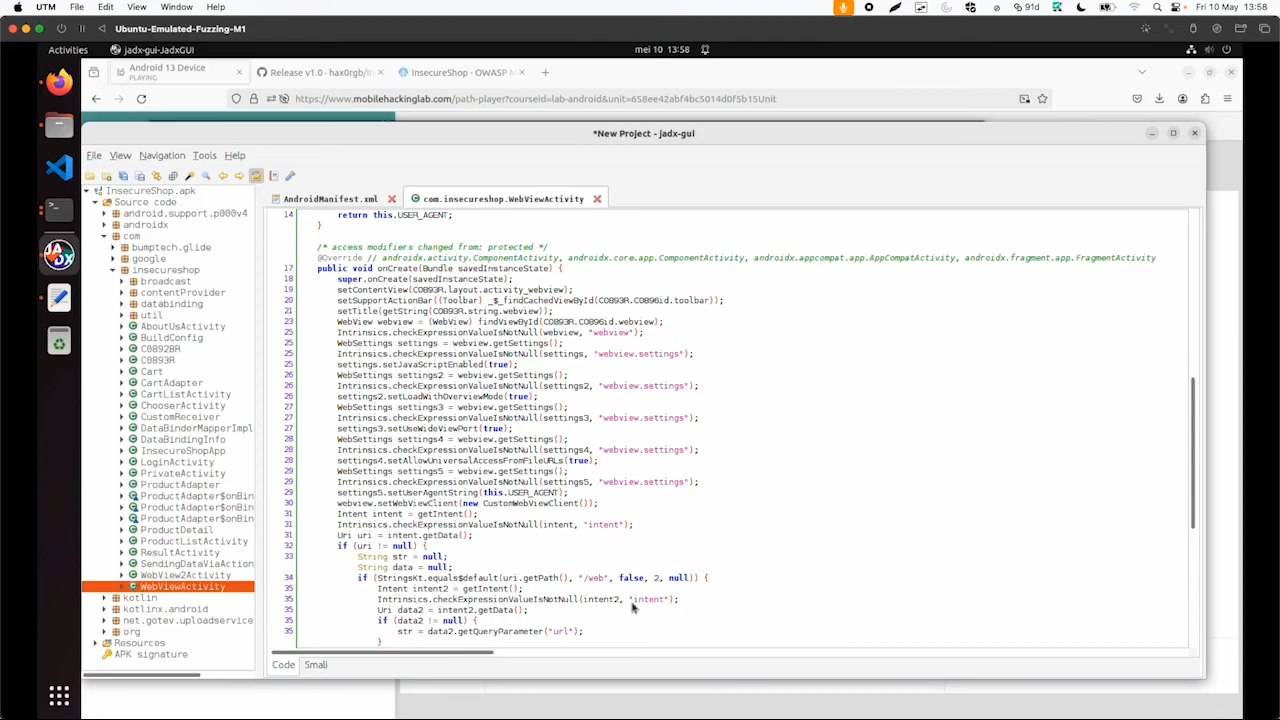 UTM File Edit View Window Help
91d
Fri 10 May 13:58
Ubuntu-Emulated-Fuzzing-M1
Activities
jadx-gui-JadxGUI
mei 10 13:58
Android 13 Device
PLAYING
Release v1.0 · hax0rgb/In
InsecureShop - OWASP M
https://www.mobilehackinglab.com/path-player?courseid=lab-android&unit=658ee42abf4bc5014d0f5b15Unit
*New Project - jadx-gui
File View Navigation Tools Help
InsecureShop.apk
Source code
android.support.p000v4
androidx
com
bumptech.glide
google
insecureshop
broadcast
contentProvider
databinding
util
AboutUsActivity
BuildConfig
C0892BR
C0893R
Cart
CartAdapter
CartListActivity
ChooserActivity
CustomReceiver
DataBinderMapperImpl
DataBindingInfo
InsecureShopApp
LoginActivity
PrivateActivity
ProductAdapter
ProductAdapter$onBin
ProductAdapter$onBin
ProductAdapter$onBin
ProductDetail
ProductListActivity
ResultActivity
SendingDataViaAction
WebView2Activity
WebViewActivity
kotlin
kotlinx.android
net.gotev.uploadservice
org
Resources
APK signature
AndroidManifest.xml
com.insecureshop.WebViewActivity
14 return this.USER_AGENT;
}
/* access modifiers changed from: protected */
@Override // androidx.activity.ComponentActivity, androidx.core.app.ComponentActivity, androidx.appcompat.app.AppCompatActivity, androidx.fragment.app.FragmentActivity
17 public void onCreate(Bundle savedInstanceState) {
18 super.onCreate(savedInstanceState);
19 setContentView(C0893R.layout.activity_webview);
20 setSupportActionBar((Toolbar) _$_findCachedViewById(C0893R.C0896id.toolbar));
21 setTitle(getString(C0893R.string.webview));
23 WebView webview = (WebView) findViewById(C0893R.C0896id.webview);
25 Intrinsics.checkExpressionValueIsNotNull(webview, "webview");
25 WebSettings settings = webview.getSettings();
25 Intrinsics.checkExpressionValueIsNotNull(settings, "webview.settings");
25 settings.setJavaScriptEnabled(true);
26 WebSettings settings2 = webview.getSettings();
26 Intrinsics.checkExpressionValueIsNotNull(settings2, "webview.settings");
26 settings2.setLoadWithOverviewMode(true);
27 WebSettings settings3 = webview.getSettings();
27 Intrinsics.checkExpressionValueIsNotNull(settings3, "webview.settings");
27 settings3.setUseWideViewPort(true);
28 WebSettings settings4 = webview.getSettings();
28 Intrinsics.checkExpressionValueIsNotNull(settings4, "webview.settings");
28 settings4.setAllowUniversalAccessFromFileURLs(true);
29 WebSettings settings5 = webview.getSettings();
29 Intrinsics.checkExpressionValueIsNotNull(settings5, "webview.settings");
29 settings5.setUserAgentString(this.USER_AGENT);
30 webview.setWebViewClient(new CustomWebViewClient());
31 Intent intent = getIntent();
31 Intrinsics.checkExpressionValueIsNotNull(intent, "intent");
31 Uri uri = intent.getData();
32 if (uri != null) {
33 String str = null;
String data = null;
34 if (StringsKt.equals$default(uri.getPath(), "/web", false, 2, null)) {
35 Intent intent2 = getIntent();
35 Intrinsics.checkExpressionValueIsNotNull(intent2, "intent");
35 Uri data2 = intent2.getData();
35 if (data2 != null) {
35 str = data2.getQueryParameter("url");
}
Code Smali